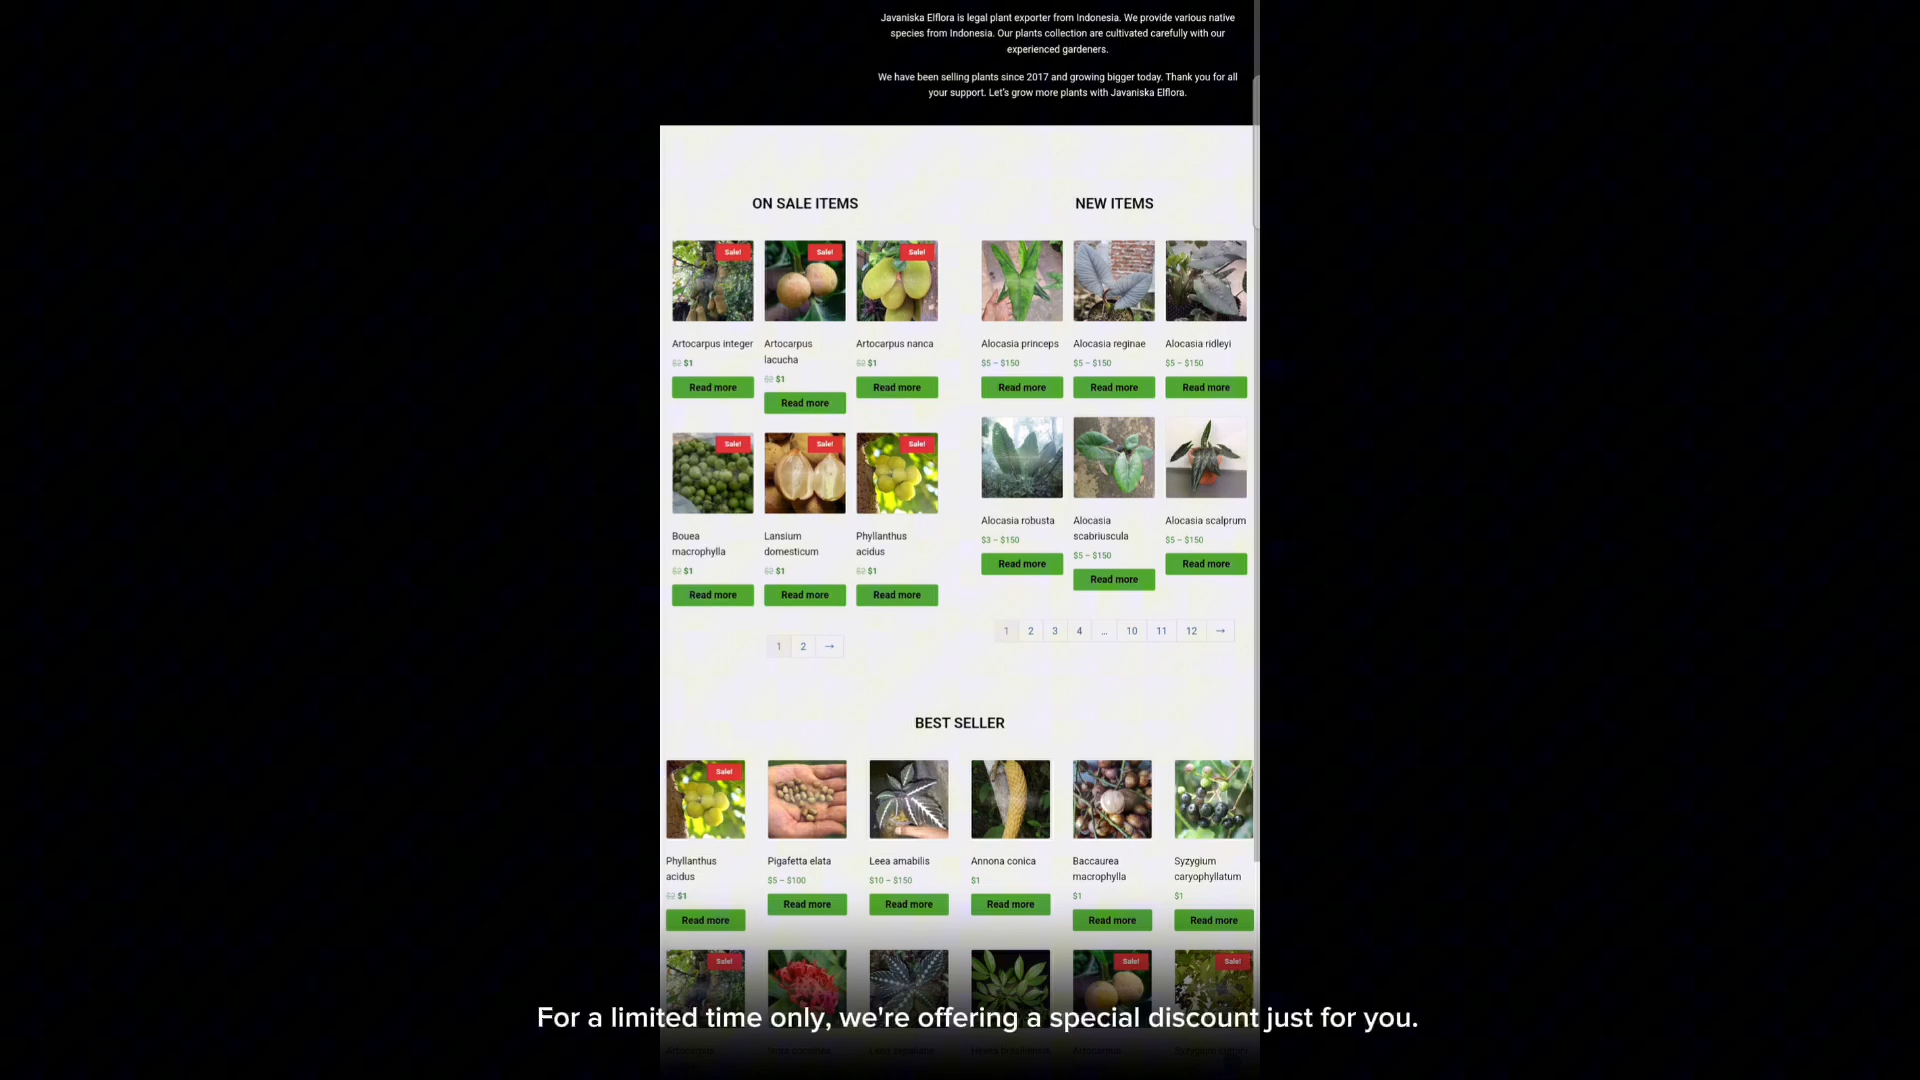 Javaniska Elflora is legal plant exporter from Indonesia. We provide various native
species from Indonesia. Our plants collection are cultivated carefully with our
experienced gardeners.
We have been selling plants since 2017 and growing bigger today. Thank you for all
your support. Let's grow more plants with Javaniska Elflora.
ON SALE ITEMS
Sale!
Sale!
Sale!
Artocarpus integer
Artocarpus
lacucha
Artocarpus nanca
$2 $1
$2 $1
$2 $1
Read more
Read more
Read more
Sale!
Sale!
Sale!
Bouea
macrophylla
Lansium
domesticum
Phyllanthus
acidus
$2 $1
$2 $1
$2 $1
Read more
Read more
Read more
1 2 →
NEW ITEMS
Alocasia princeps
Alocasia reginae
Alocasia ridleyi
$5 – $150
$5 – $150
$5 – $150
Read more
Read more
Read more
Alocasia robusta
Alocasia
scabriuscula
Alocasia scalprum
$3 – $150
$5 – $150
$5 – $150
Read more
Read more
Read more
1 2 3 4 ... 10 11 12 →
BEST SELLER
Sale!
Phyllanthus
acidus
$2 $1
Read more
Pigafetta elata
$5 – $100
Read more
Leea amabilis
$10 – $150
Read more
Annona conica
$1
Read more
Baccaurea
macrophylla
$1
Read more
Syzygium
caryophyllatum
$1
Read more
Sale!
Sale!
Sale!
For a limited time only, we're offering a special discount just for you.
Artocarpus
Artocarpus